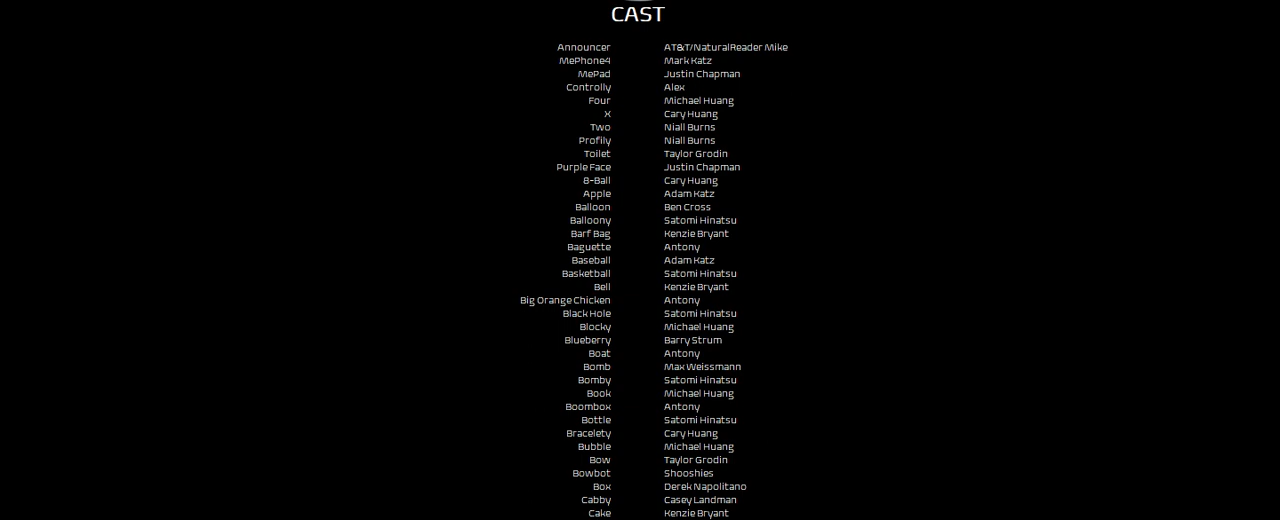 CAST
Announcer AT&T/NaturalReader Mike
MePhone4 Mark Katz
MePad Justin Chapman
Controlly Alex
Four Michael Huang
X Cary Huang
Two Niall Burns
Profily Niall Burns
Toilet Taylor Grodin
Purple Face Justin Chapman
8-Ball Cary Huang
Apple Adam Katz
Balloon Ben Cross
Balloony Satomi Hinatsu
Barf Bag Kenzie Bryant
Baguette Antony
Baseball Adam Katz
Basketball Satomi Hinatsu
Bell Kenzie Bryant
Big Orange Chicken Antony
Black Hole Satomi Hinatsu
Blocky Michael Huang
Blueberry Barry Strum
Boat Antony
Bomb Max Weissmann
Bomby Satomi Hinatsu
Book Michael Huang
Boombox Antony
Bottle Satomi Hinatsu
Bracelety Cary Huang
Bubble Michael Huang
Bow Taylor Grodin
Bowbot Shooshies
Box Derek Napolitano
Cabby Casey Landman
Cake Kenzie Bryant